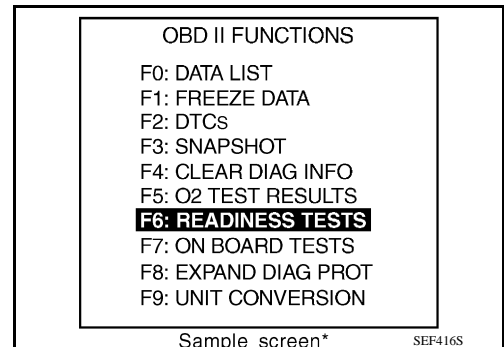 OBD II FUNCTIONS
F0: DATA LIST
F1: FREEZE DATA
F2: DTCs
F3: SNAPSHOT
F4: CLEAR DIAG INFO
F5: O2 TEST RESULTS
F6: READINESS TESTS
F7: ON BOARD TESTS
F8: EXPAND DIAG PROT
F9: UNIT CONVERSION
Sample screen*
SEF416S